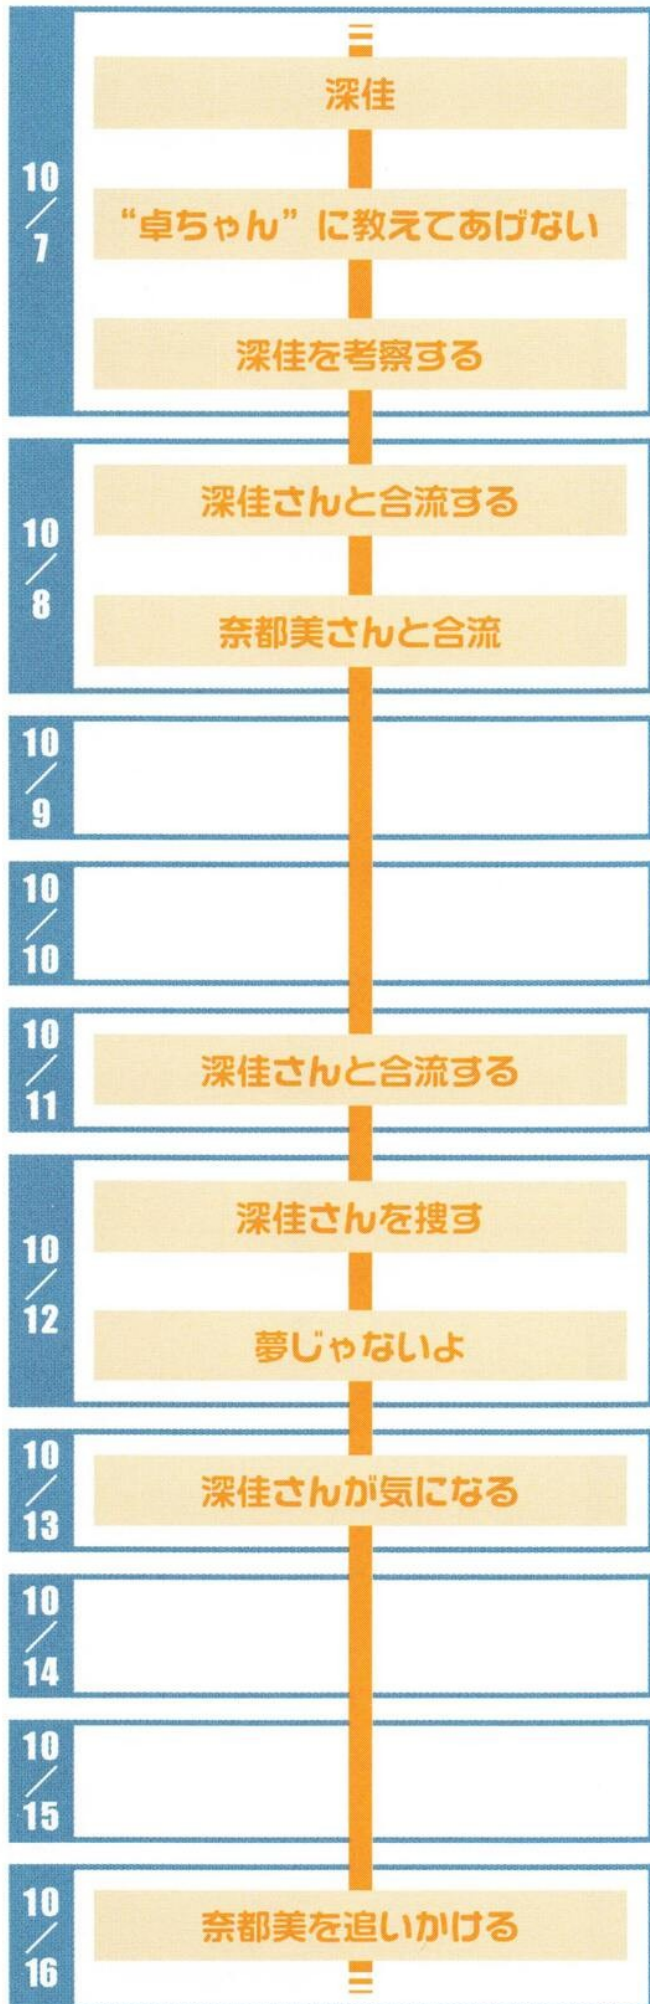 10/7
深佳
“卓ちゃん”に教えてあげない
深佳を考察する
10/8
深佳さんと合流する
奈都美さんと合流
10/9
10/10
10/11
深佳さんと合流する
10/12
深佳さんを捜す
夢じゃないよ
10/13
深佳さんが気になる
10/14
10/15
10/16
奈都美を追いかける